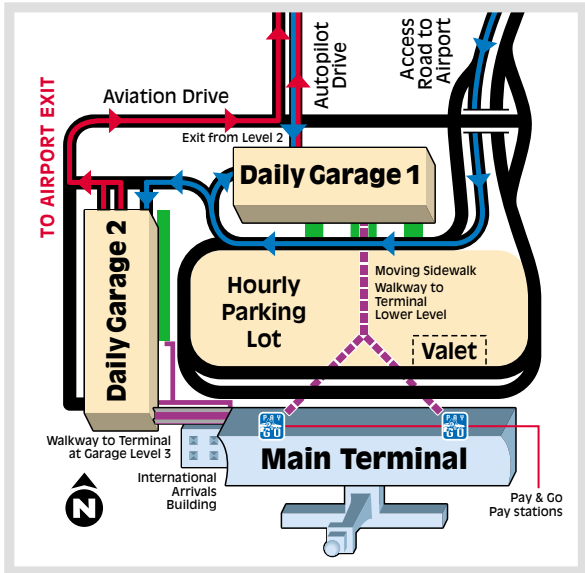 Autopilot
Drive
Access
Road to
Airport
Aviation Drive
Exit from Level 2
TO AIRPORT EXIT
Daily Garage 1
Daily Garage 2
Moving Sidewalk
Walkway to
Terminal
Lower Level
Hourly
Parking
Lot
Valet
PAY
GO
PAY
GO
Walkway to Terminal
at Garage Level 3
Main Terminal
International
Arrivals
Building
N
Pay & Go
Pay stations